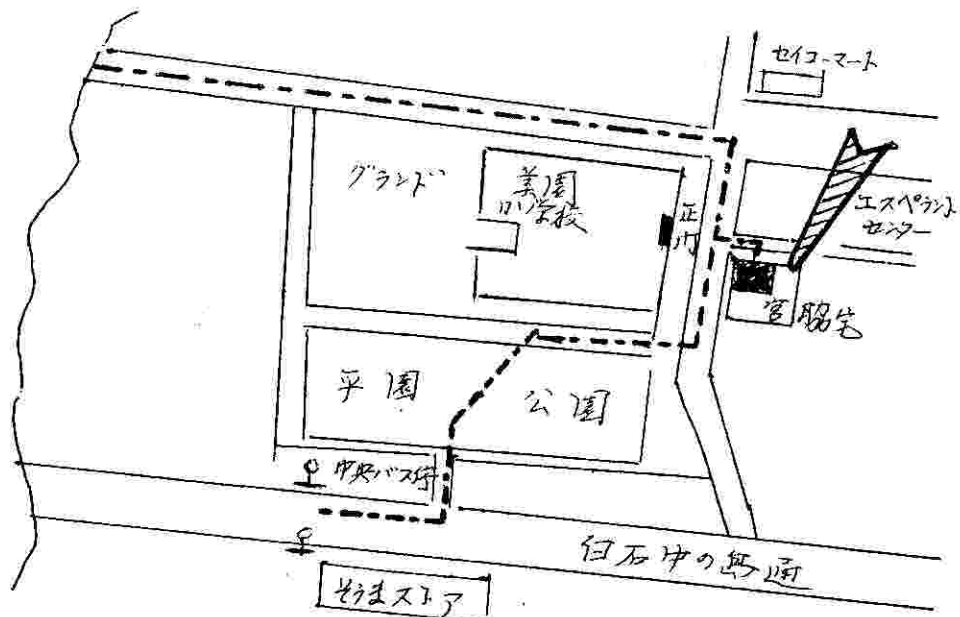 セイコーマート
グランド
美園
小学校
正門
エスペラント
センター
宮脇宅
平園 公園
中央バス停
白石中の島通
そうまストア